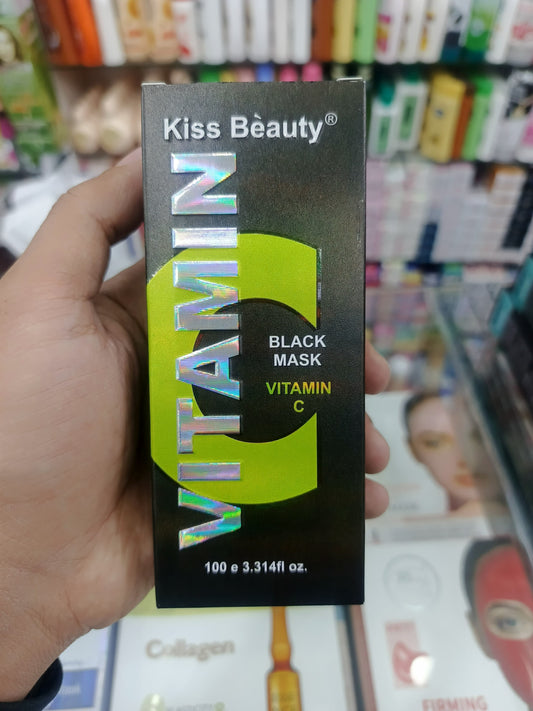 Kiss Bèauty®
VITAMIN
C
BLACK
MASK
VITAMIN
C
100 e 3.314fl oz.
Collagen
FIRMING